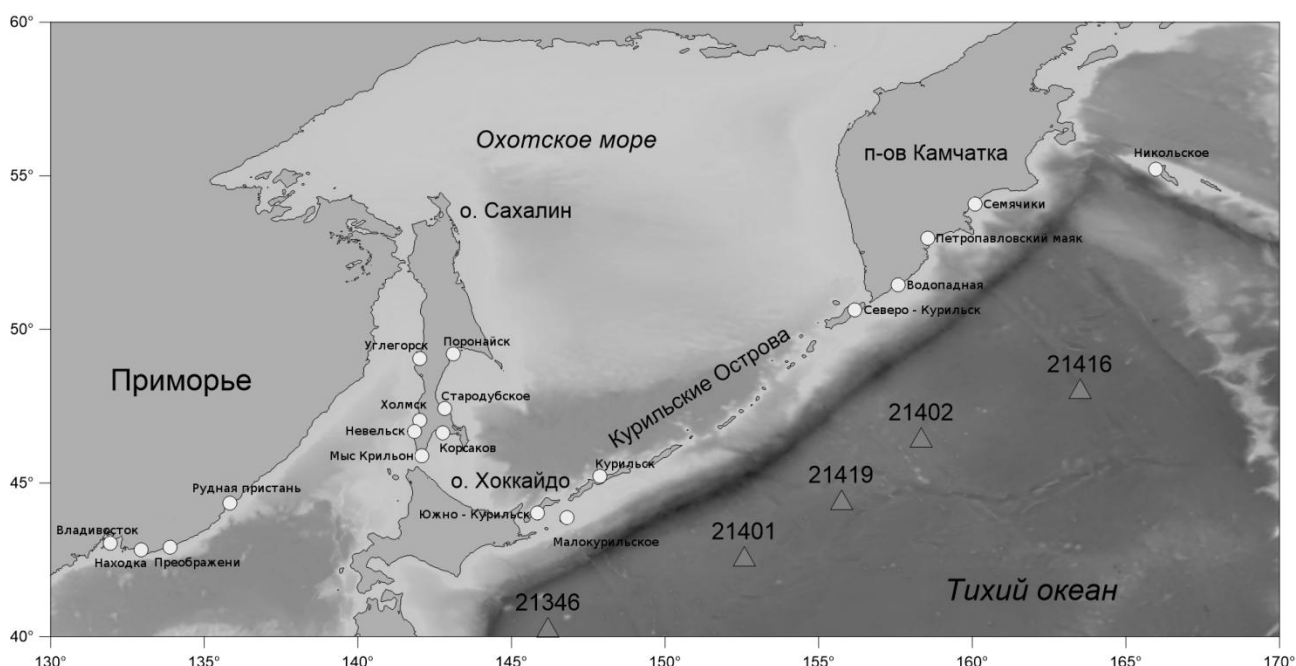 60°
Охотское море
п-ов Камчатка
Никольское
55°
о. Сахалин
Семячики
Петропавловский маяк
Водопадная
50°
Северо - Курильск
Углегорск
Поронайск
Курильские Острова
21416
Приморье
Стародубское
Холмск
21402
Невельск
Корсаков
Мыс Крильон
Курильск
21419
45°
о. Хоккайдо
Рудная пристань
Южно - Курильск
Владивосток
Малокурильское
21401
Находка
Преображени
21346
Тихий океан
40°
130°
135°
140°
145°
150°
155°
160°
165°
170°